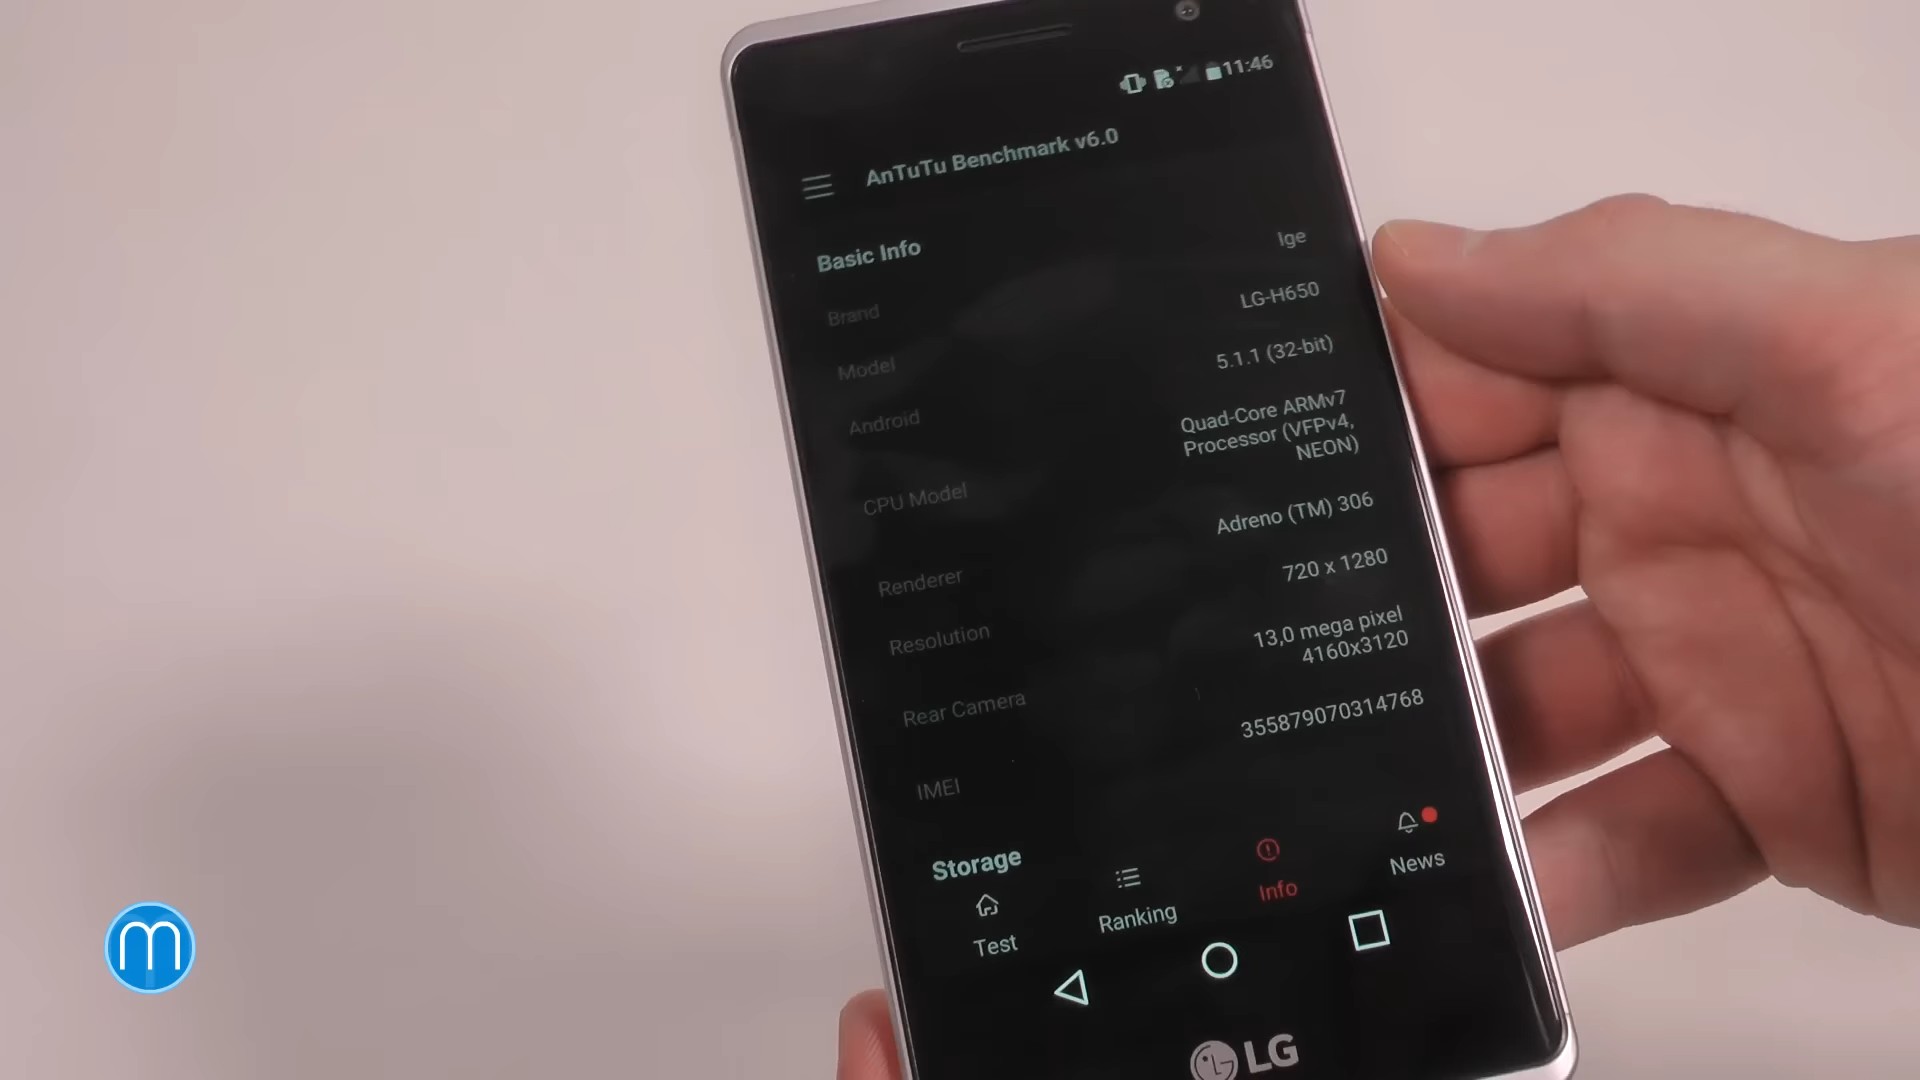 11:46
AnTuTu Benchmark v6.0
Basic Info
Brand
lge
Model
LG-H650
Android
5.1.1 (32-bit)
CPU Model
Quad-Core ARMv7
Processor (VFPv4,
NEON)
Renderer
Adreno (TM) 306
Resolution
720 x 1280
Rear Camera
13,0 mega pixel
4160x3120
IMEI
355879070314768
Storage
Test
Ranking
Info
News
LG
m